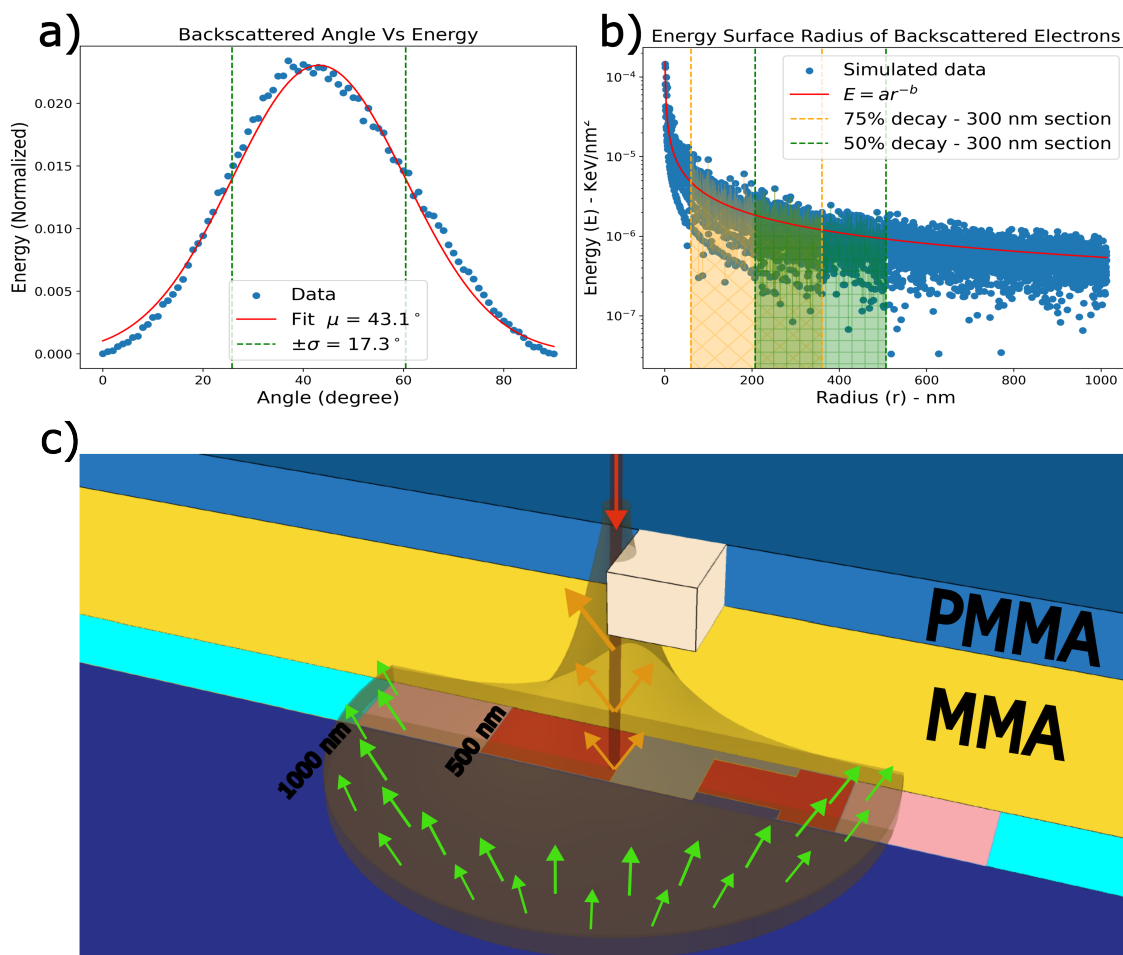 a)
Backscattered Angle Vs Energy
Energy (Normalized)
0.020
0.015
0.010
0.005
0.000
Data
Fit μ = 43.1°
±σ = 17.3°
0
20
40
60
80
Angle (degree)
b)
Energy Surface Radius of Backscattered Electrons
Energy (E) - KeV/nm²
10⁻⁴
10⁻⁵
10⁻⁶
10⁻⁷
Simulated data
E = ar⁻ᵇ
75% decay - 300 nm section
50% decay - 300 nm section
0
200
400
600
800
1000
Radius (r) - nm
c)
PMMA
MMA
1000 nm
500 nm